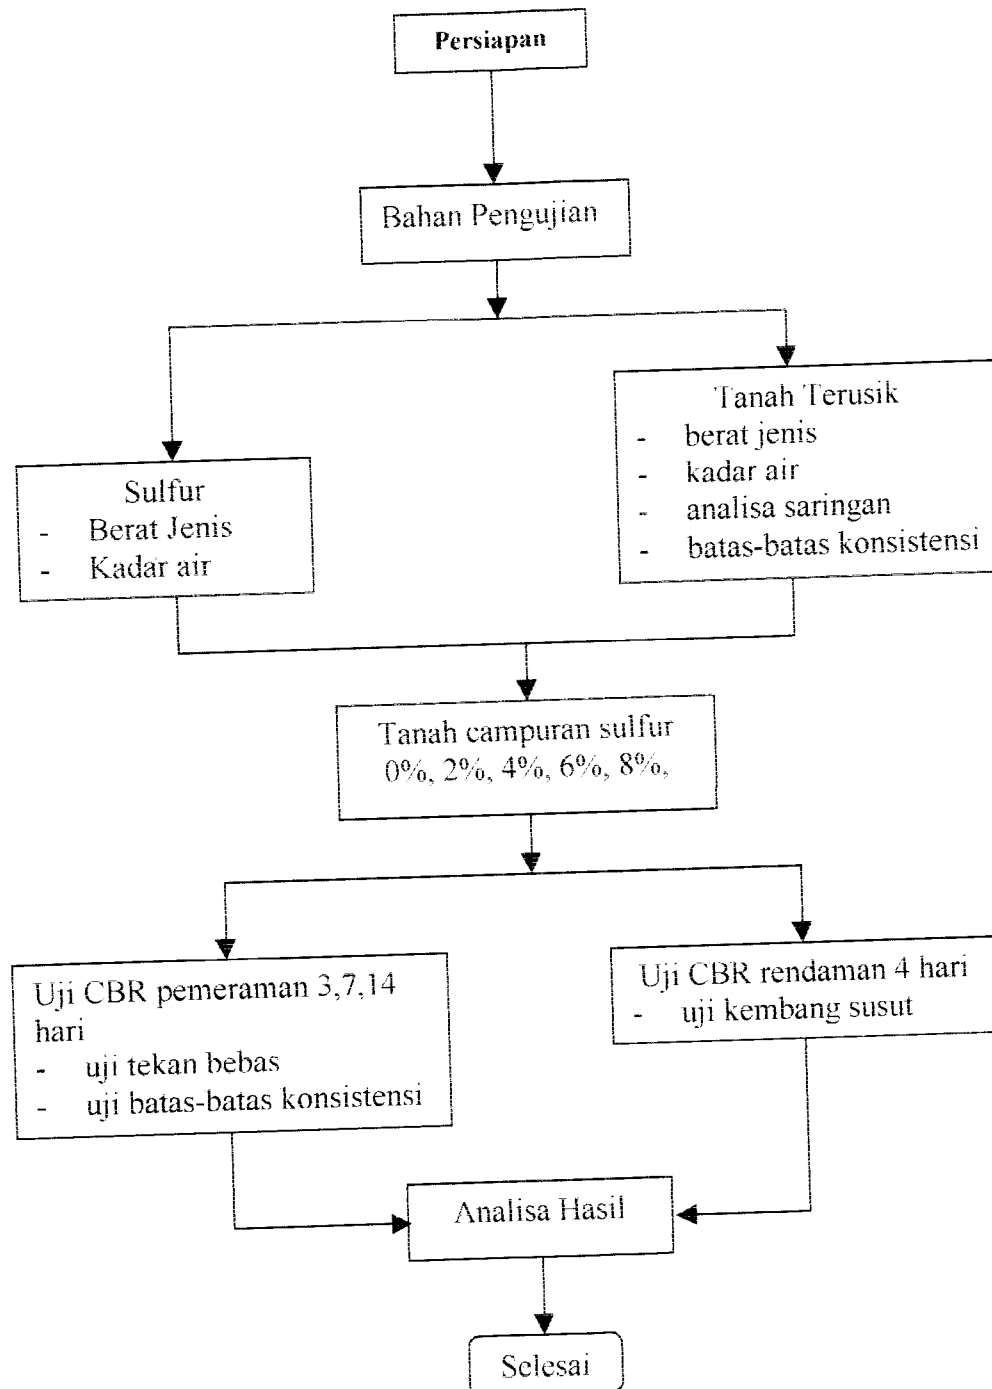 Persiapan
Bahan Pengujian
Sulfur
- Berat Jenis
- Kadar air
Tanah Terusik
- berat jenis
- kadar air
- analisa saringan
- batas-batas konsistensi
Tanah campuran sulfur
0%, 2%, 4%, 6%, 8%,
Uji CBR pemeraman 3,7,14
hari
- uji tekan bebas
- uji batas-batas konsistensi
Uji CBR rendaman 4 hari
- uji kembang susut
Analisa Hasil
Selesai